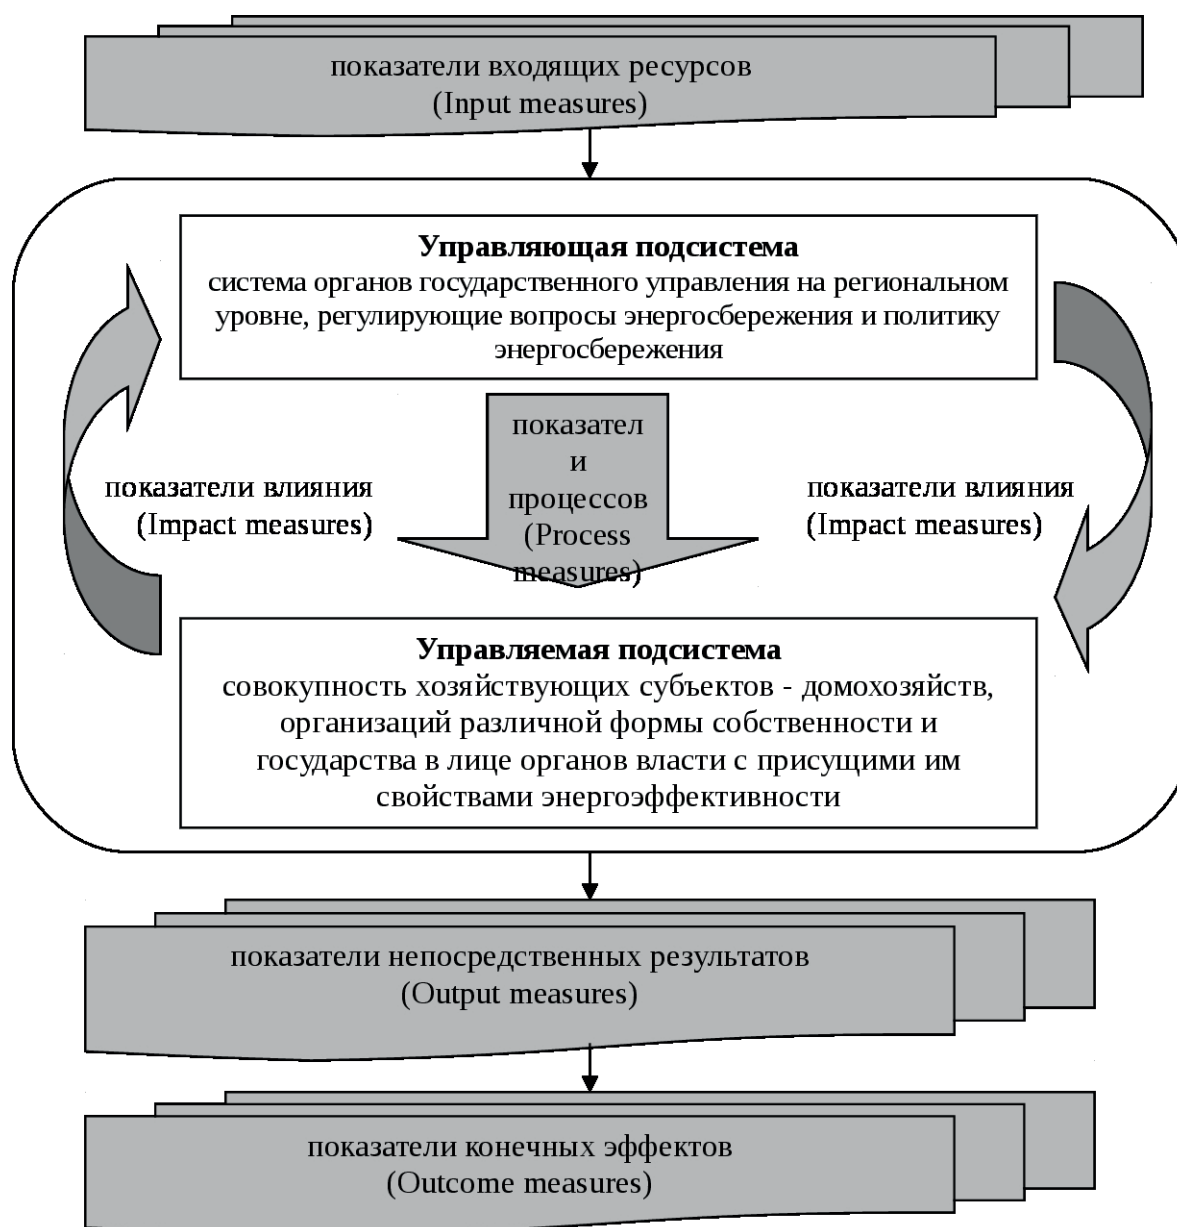 показатели входящих ресурсов
(Input measures)
Управляющая подсистема
система органов государственного управления на региональном
уровне, регулирующие вопросы энергосбережения и политику
энергосбережения
показател
и
процессов
(Process
measures)
показатели влияния
(Impact measures)
показатели влияния
(Impact measures)
Управляемая подсистема
совокупность хозяйствующих субъектов - домохозяйств,
организаций различной формы собственности и
государства в лице органов власти с присущими им
свойствами энергоэффективности
показатели непосредственных результатов
(Output measures)
показатели конечных эффектов
(Outcome measures)